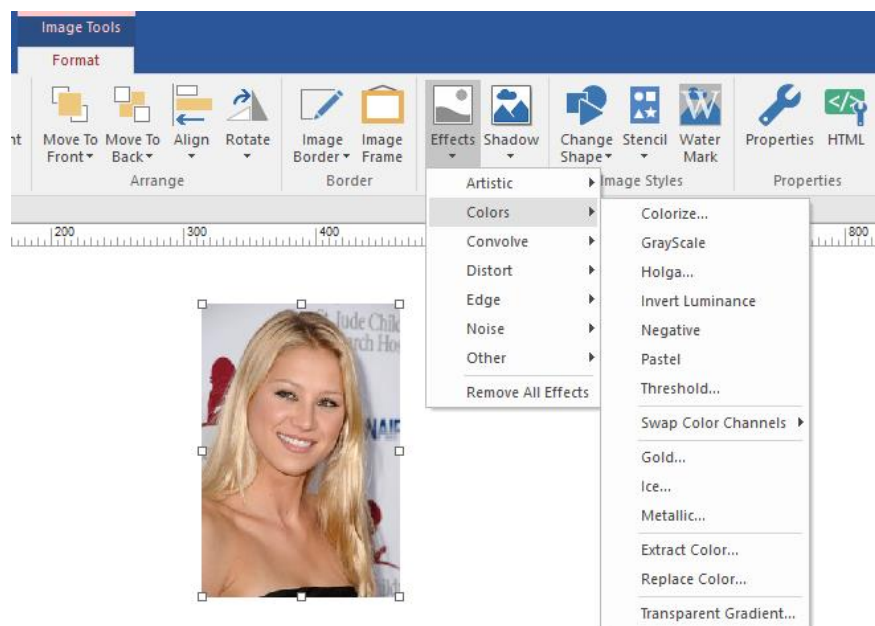 Image Tools
Format
Move To Front
Move To Back
Align
Rotate
Image Border
Image Frame
Effects
Shadow
Change Shape
Stencil
Water Mark
Properties
HTML
Arrange
Border
Image Styles
Properties
200
300
400
800
Artistic
Colors
Convolve
Distort
Edge
Noise
Other
Remove All Effects
Colorize...
GrayScale
Holga...
Invert Luminance
Negative
Pastel
Threshold...
Swap Color Channels
Gold...
Ice...
Metallic...
Extract Color...
Replace Color...
Transparent Gradient...
St. Jude Chil
rch Ho